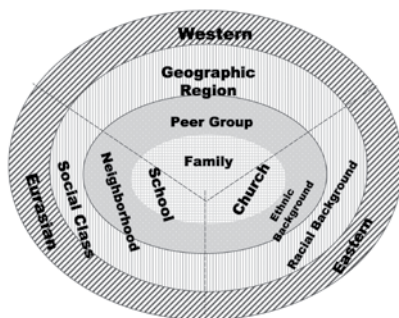 Western
Geographic
Region
Peer Group
Family
School
Church
Neighborhood
Ethnic
Background
Social Class
Racial Background
Eurasian
Eastern